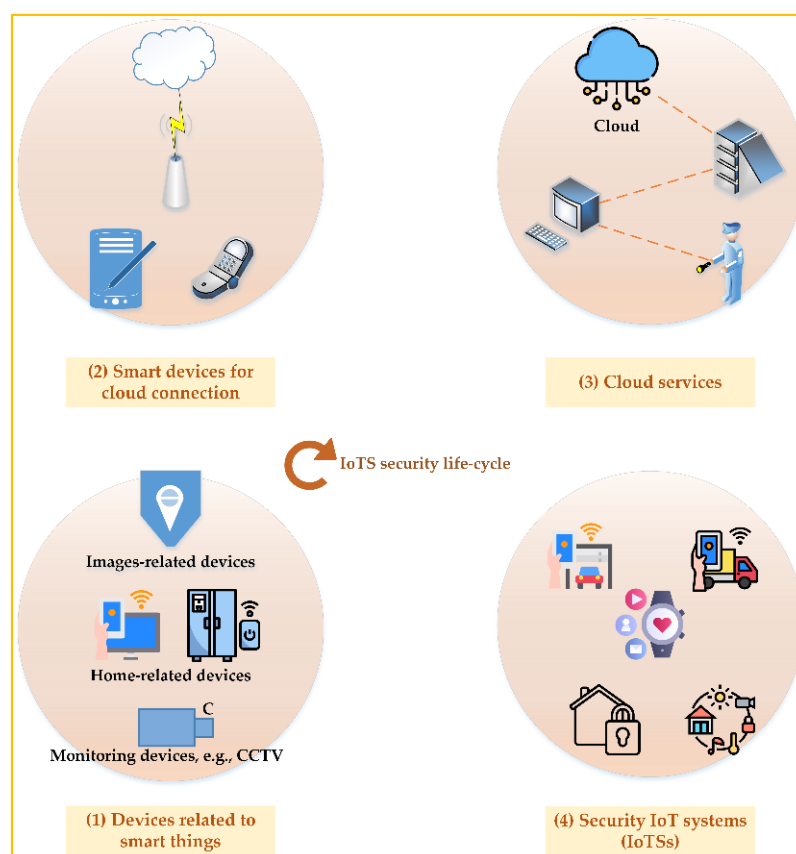 Cloud
(2) Smart devices for
cloud connection
(3) Cloud services
IoTS security life-cycle
Images-related devices
Home-related devices
C
Monitoring devices, e.g., CCTV
(1) Devices related to
smart things
(4) Security IoT systems
(IoTSs)